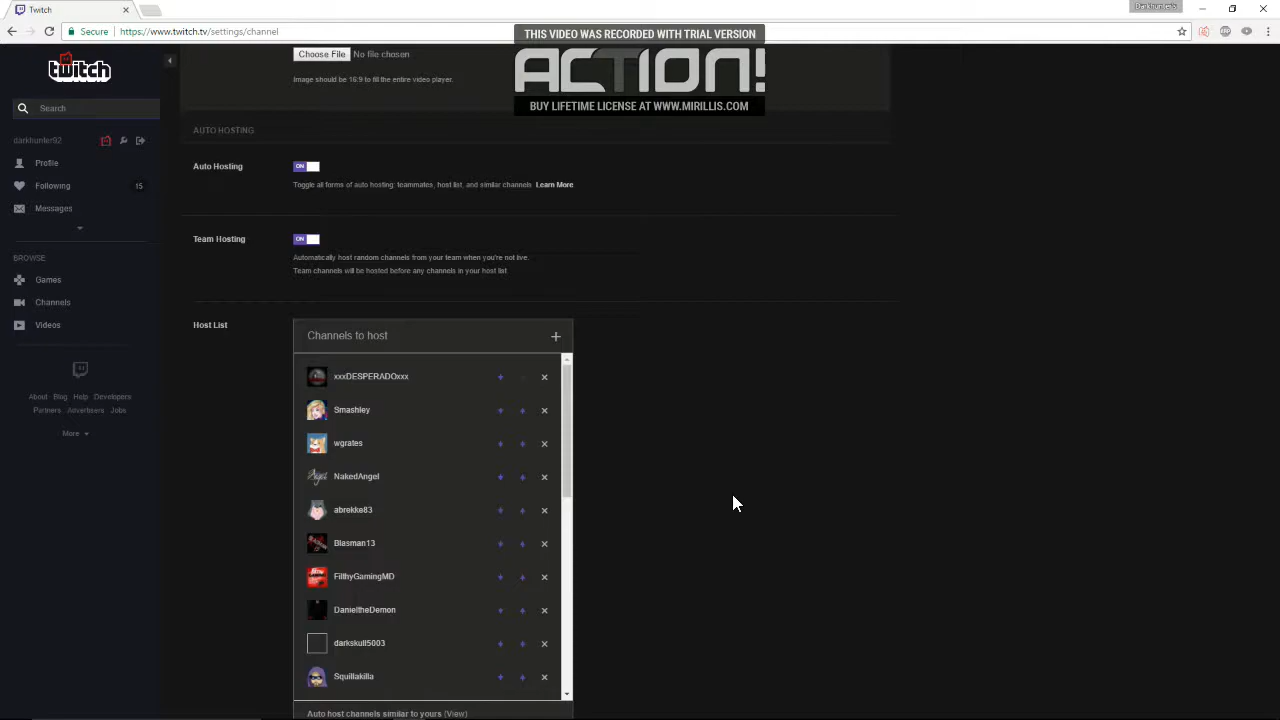 Twitch
Darkhunters
Secure
https://www.twitch.tv/settings/channel
THIS VIDEO WAS RECORDED WITH TRIAL VERSION
ACTION!
BUY LIFETIME LICENSE AT WWW.MIRILLIS.COM
Choose File No file chosen
Image should be 16:9 to fill the entire video player.
twitch
Search
darkhunter92
Profile
Following 15
Messages
BROWSE
Games
Channels
Videos
About Blog Help Developers
Partners Advertisers Jobs
More
AUTO HOSTING
Auto Hosting
ON
Toggle all forms of auto hosting: teammates, host list, and similar channels Learn More
Team Hosting
ON
Automatically host random channels from your team when you're not live.
Team channels will be hosted before any channels in your host list
Host List
Channels to host
xxxDESPERADOxxx
Smashley
wgrates
NakedAngel
abrekke83
Blasman13
FilthyGamingMD
DanieltheDemon
darkskull5003
Squillakilla
Auto host channels similar to yours (View)